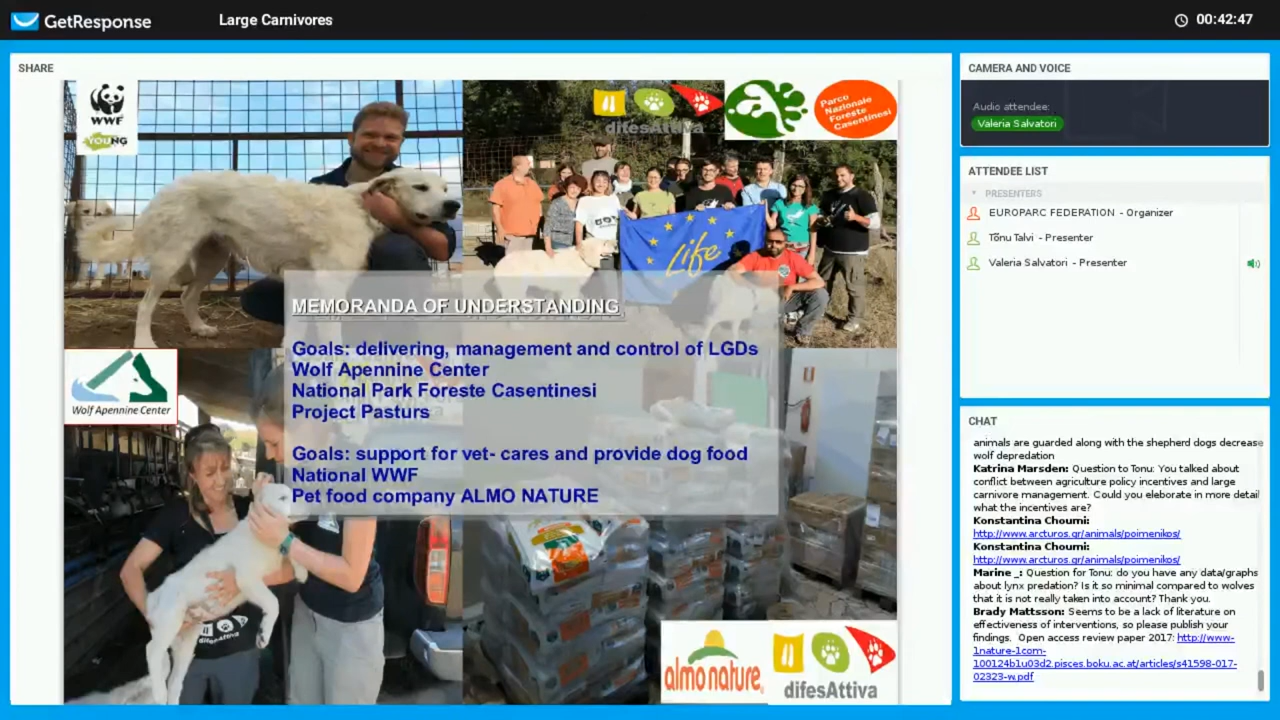 GetResponse
Large Carnivores
00:42:47
SHARE
WWF
YOUNG
difesAttiva
Parco
Nazionale
Foreste
Casentinesi
Life
MEMORANDA OF UNDERSTANDING
Goals: delivering, management and control of LGDs
Wolf Apennine Center
National Park Foreste Casentinesi
Project Pasturs
Goals: support for vet- cares and provide dog food
National WWF
Pet food company ALMO NATURE
Wolf Apennine Center
difesAttiva
almo nature
difesAttiva
CAMERA AND VOICE
Audio attendee:
Valeria Salvatori
ATTENDEE LIST
PRESENTERS
EUROPARC FEDERATION - Organizer
Tõnu Talvi - Presenter
Valeria Salvatori - Presenter
CHAT
animals are guarded along with the shepherd dogs decrease
wolf depredation
Katrina Marsden: Question to Tonu: You talked about
conflict between agriculture policy incentives and large
carnivore management. Could you eleborate in more detail
what the incentives are?
Konstantina Choumi:
http://www.arcturos.gr/animals/poimenikos/
Konstantina Choumi:
http://www.arcturos.gr/animals/poimenikos/
Marine _: Question for Tonu: do you have any data/graphs
about lynx predation? Is it so minimal compared to wolves
that it is not really taken into account? Thank you.
Brady Mattsson: Seems to be a lack of literature on
effectiveness of interventions, so please publish your
findings. Open access review paper 2017: http://www-
1nature-1com-
100124b1u03d2.pisces.boku.ac.at/articles/s41598-017-
02323-w.pdf